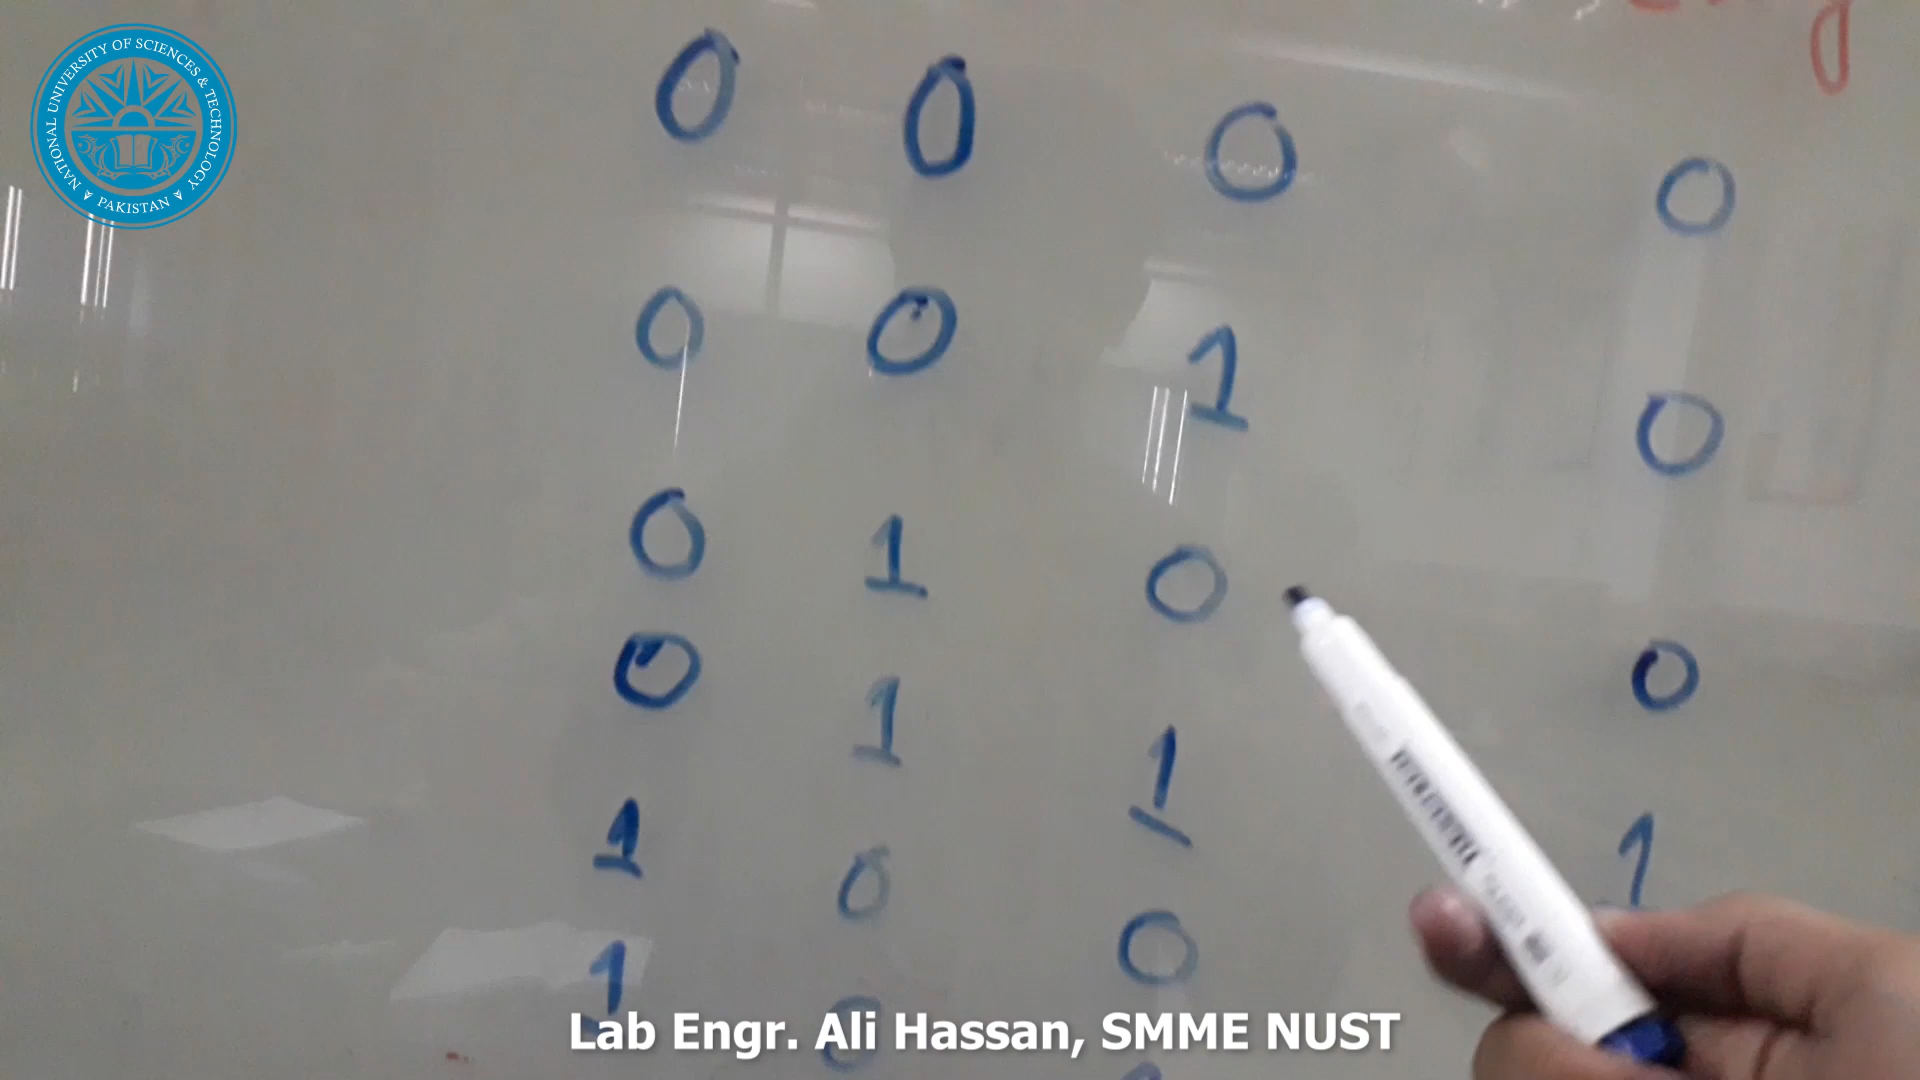 NATIONAL UNIVERSITY OF SCIENCES & TECHNOLOGY
PAKISTAN
0 0 0 0
0 0 1 0
0 1 0 0
0 1 1 1
1 0 0
1 0
Lab Engr. Ali Hassan, SMME NUST